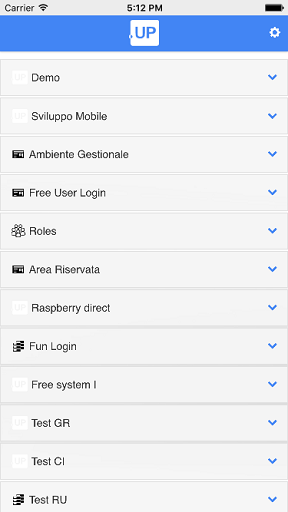 Carrier 5:12 PM
.UP
UP Demo
UP Sviluppo Mobile
Ambiente Gestionale
Free User Login
Roles
Area Riservata
UP Raspberry direct
Fun Login
UP Free system I
UP Test GR
UP Test CI
Test RU